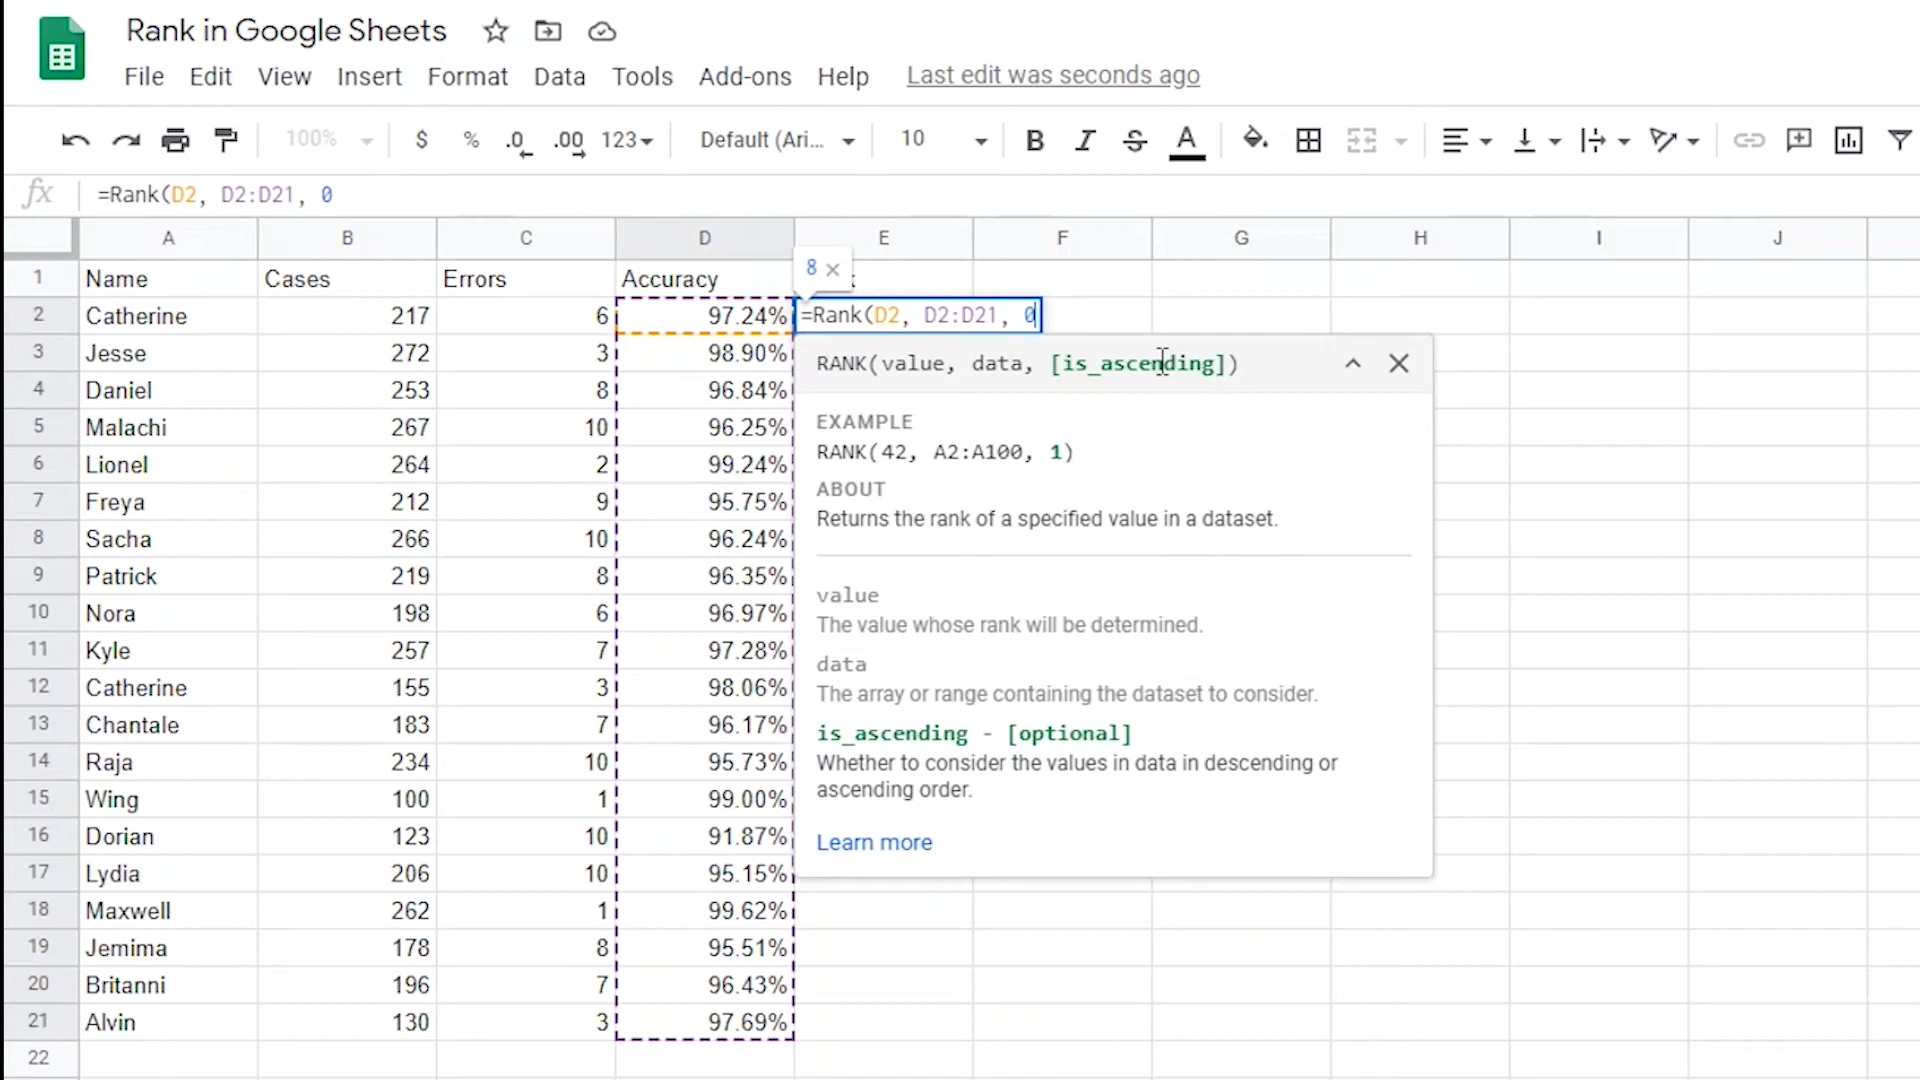 Rank in Google Sheets
File Edit View Insert Format Data Tools Add-ons Help Last edit was seconds ago
100% $ % .0 .00 123 Default (Ari... 10 B I S A
fx =Rank(D2, D2:D21, 0
A B C D E F G H I J
8 ×
1 Name Cases Errors Accuracy
2 Catherine 217 6 97.24% =Rank(D2, D2:D21, 0
3 Jesse 272 3 98.90%
RANK(value, data, [is_ascending])
4 Daniel 253 8 96.84%
EXAMPLE
5 Malachi 267 10 96.25%
RANK(42, A2:A100, 1)
6 Lionel 264 2 99.24%
ABOUT
7 Freya 212 9 95.75%
Returns the rank of a specified value in a dataset.
8 Sacha 266 10 96.24%
9 Patrick 219 8 96.35%
value
10 Nora 198 6 96.97%
The value whose rank will be determined.
11 Kyle 257 7 97.28%
data
12 Catherine 155 3 98.06%
The array or range containing the dataset to consider.
13 Chantale 183 7 96.17%
is_ascending - [optional]
14 Raja 234 10 95.73%
Whether to consider the values in data in descending or
15 Wing 100 1 99.00%
ascending order.
16 Dorian 123 10 91.87%
Learn more
17 Lydia 206 10 95.15%
18 Maxwell 262 1 99.62%
19 Jemima 178 8 95.51%
20 Britanni 196 7 96.43%
21 Alvin 130 3 97.69%
22